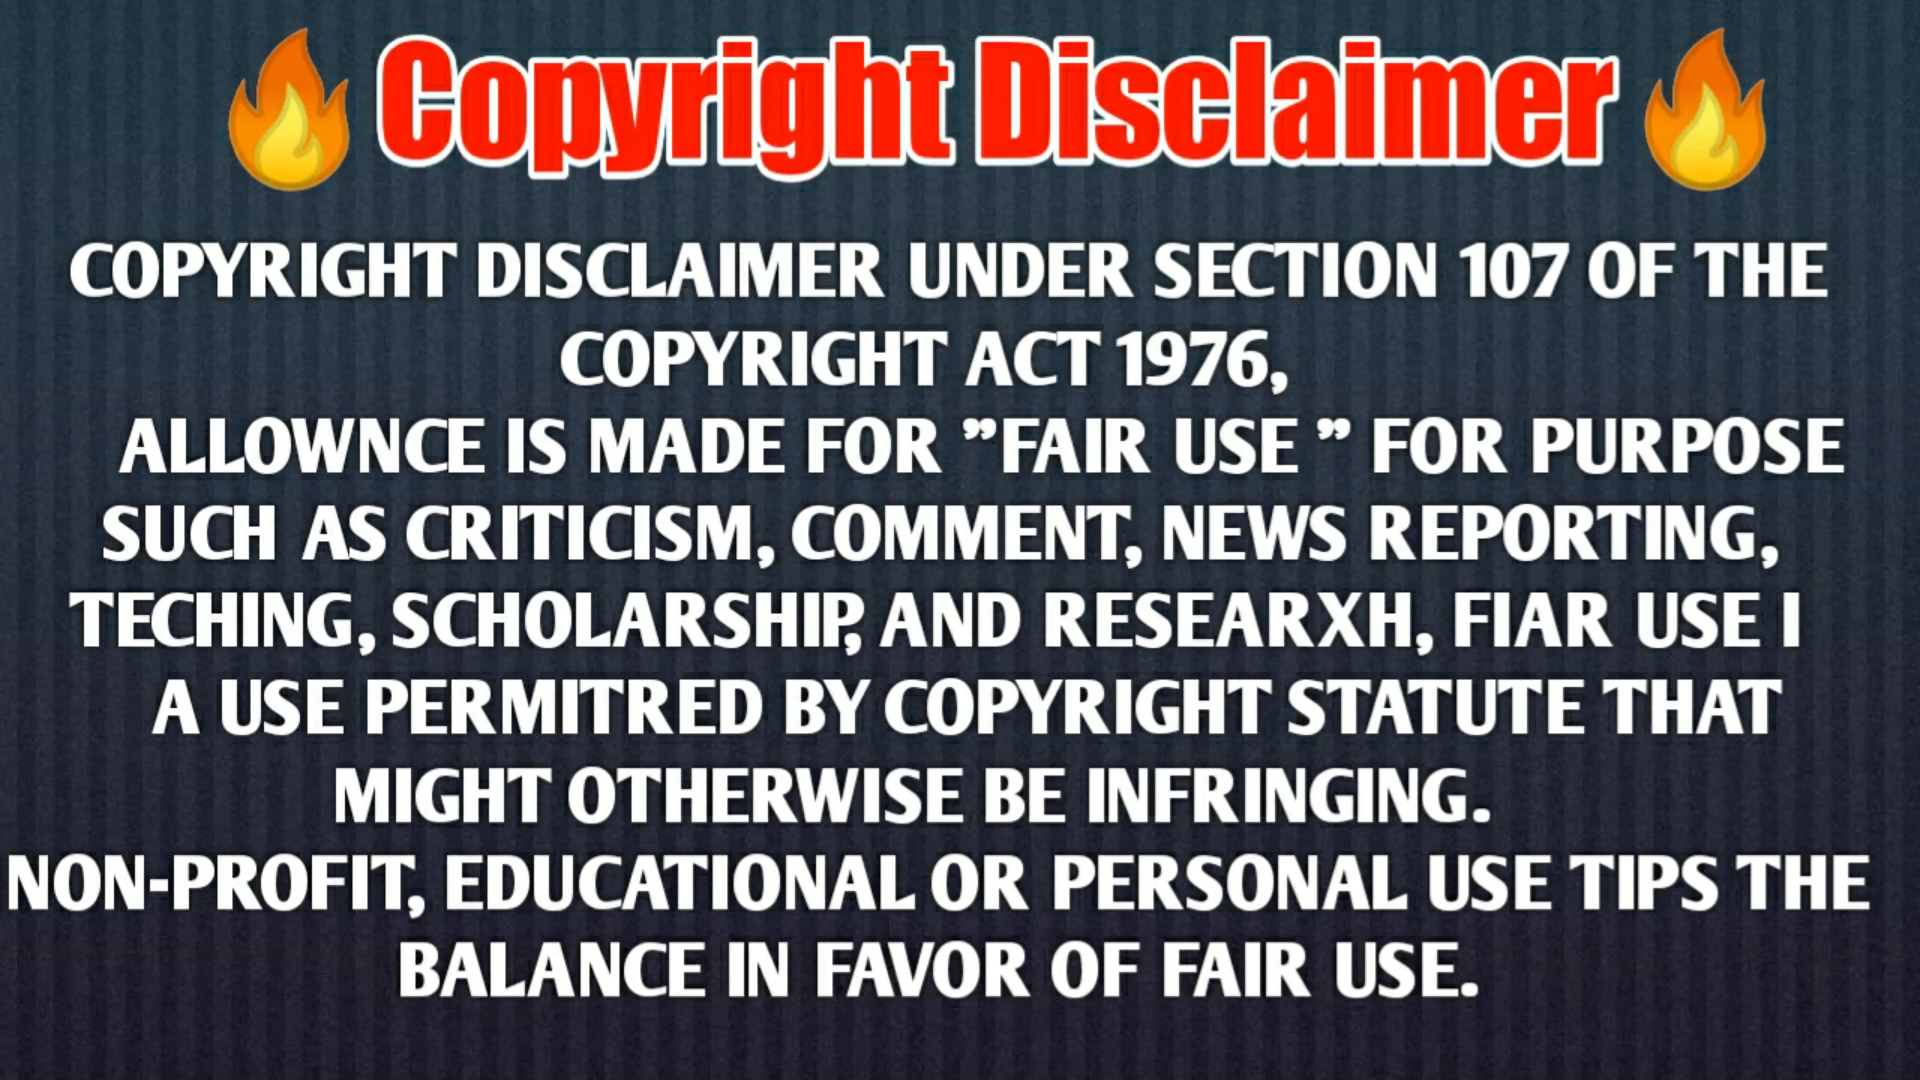 🔥Copyright Disclaimer🔥
COPYRIGHT DISCLAIMER UNDER SECTION 107 OF THE
COPYRIGHT ACT 1976,
ALLOWNCE IS MADE FOR ”FAIR USE ” FOR PURPOSE
SUCH AS CRITICISM, COMMENT, NEWS REPORTING,
TECHING, SCHOLARSHIP, AND RESEARXH, FIAR USE I
A USE PERMITRED BY COPYRIGHT STATUTE THAT
MIGHT OTHERWISE BE INFRINGING.
NON-PROFIT, EDUCATIONAL OR PERSONAL USE TIPS THE
BALANCE IN FAVOR OF FAIR USE.